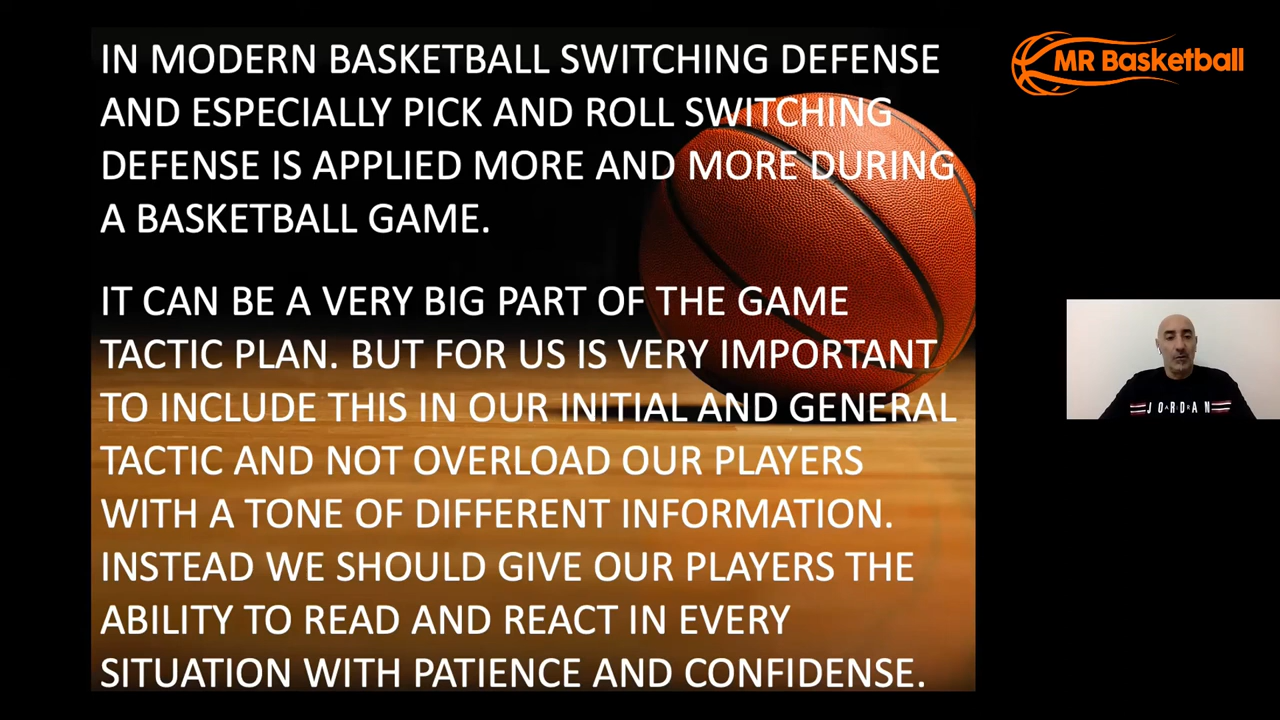 IN MODERN BASKETBALL SWITCHING DEFENSE
AND ESPECIALLY PICK AND ROLL SWITCHING
DEFENSE IS APPLIED MORE AND MORE DURING
A BASKETBALL GAME.
IT CAN BE A VERY BIG PART OF THE GAME
TACTIC PLAN. BUT FOR US IS VERY IMPORTANT
TO INCLUDE THIS IN OUR INITIAL AND GENERAL
TACTIC AND NOT OVERLOAD OUR PLAYERS
WITH A TONE OF DIFFERENT INFORMATION.
INSTEAD WE SHOULD GIVE OUR PLAYERS THE
ABILITY TO READ AND REACT IN EVERY
SITUATION WITH PATIENCE AND CONFIDENSE.
MR Basketball
JORDAN